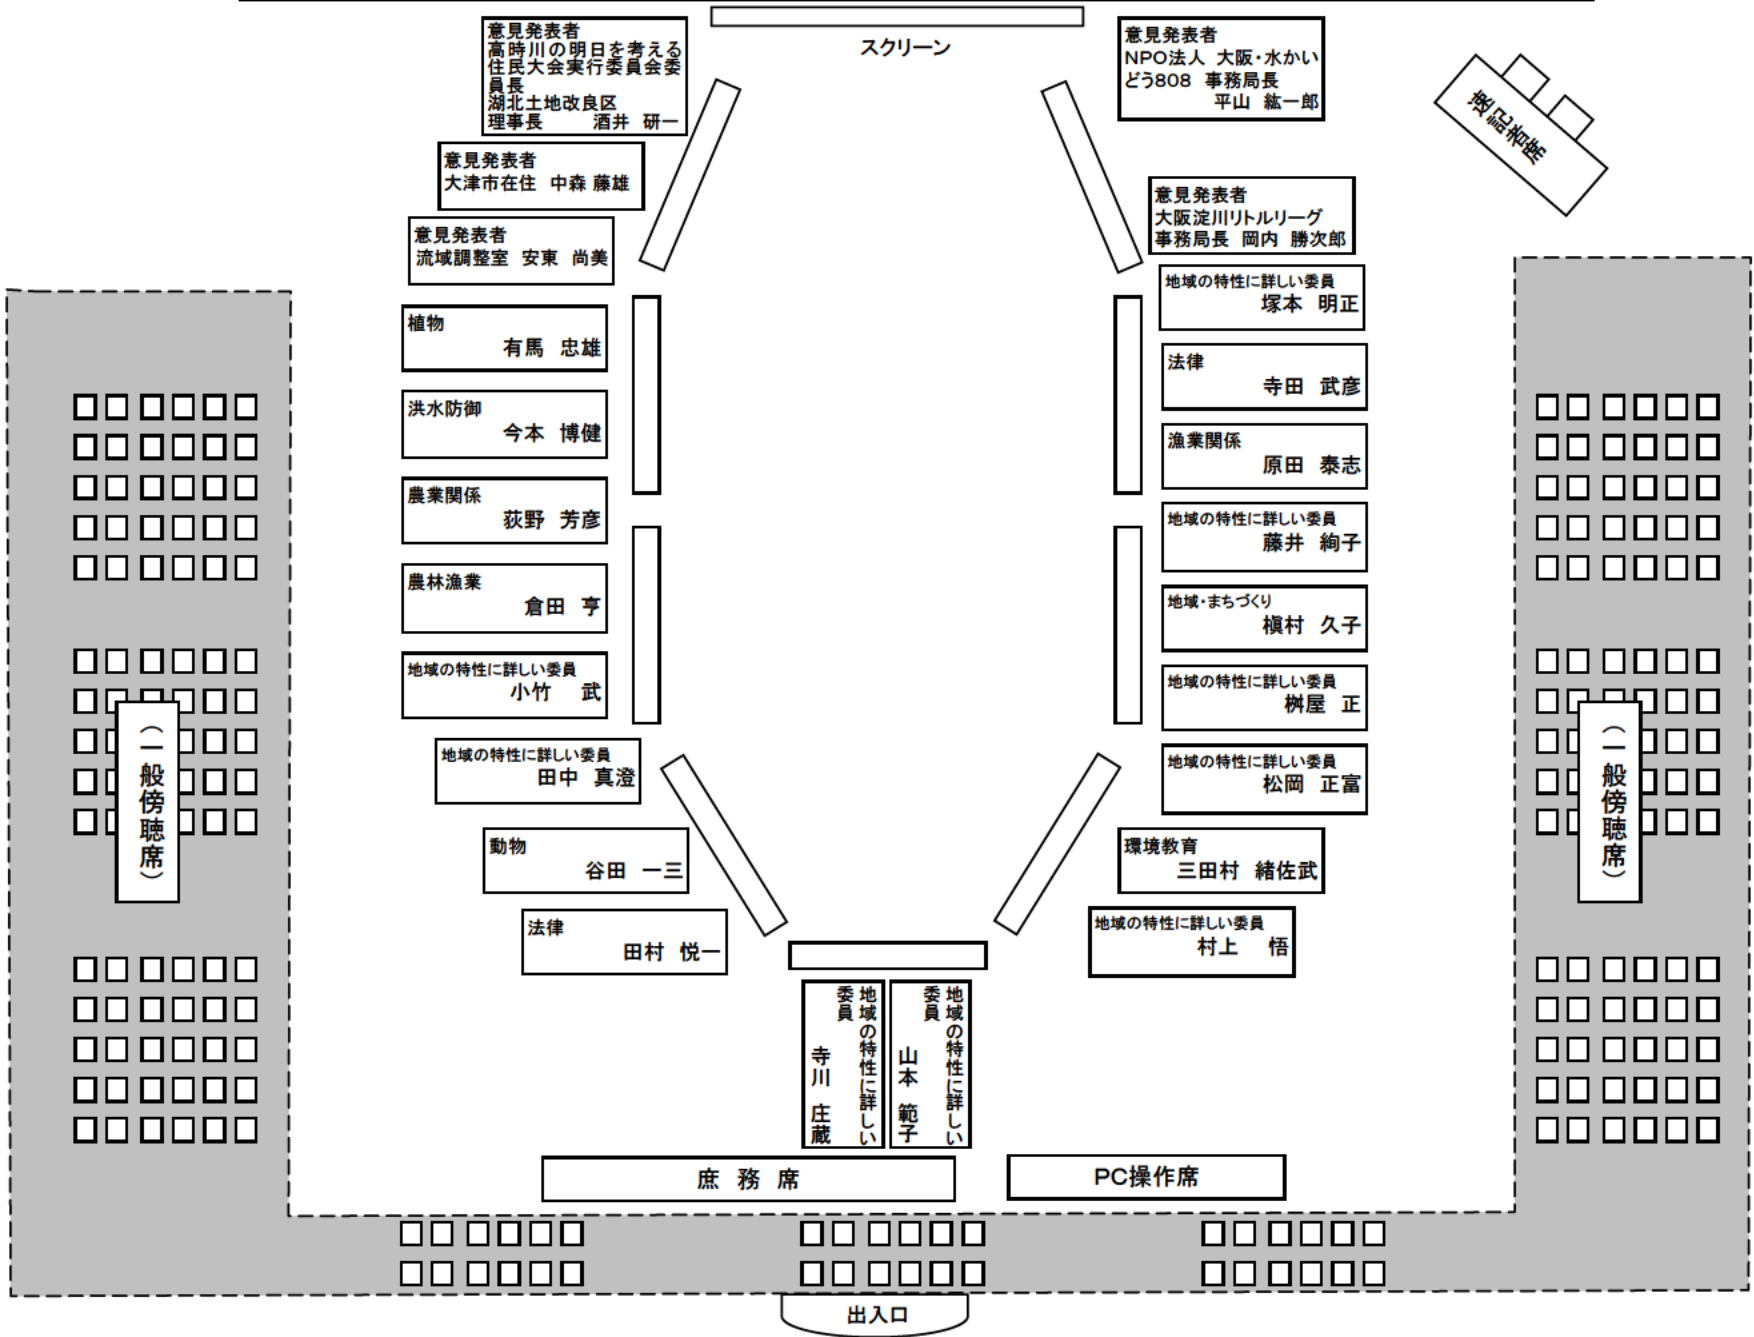 スクリーン
意見発表者
高時川の明日を考える
住民大会実行委員会委
員長
湖北土地改良区
理事長 酒井 研一
意見発表者
大津市在住 中森 藤雄
意見発表者
流域調整室 安東 尚美
植物
有馬 忠雄
洪水防御
今本 博健
農業関係
荻野 芳彦
農林漁業
倉田 亨
地域の特性に詳しい委員
小竹 武
地域の特性に詳しい委員
田中 真澄
動物
谷田 一三
法律
田村 悦一
意見発表者
NPO法人 大阪・水かい
どう808 事務局長
平山 紘一郎
速記者席
意見発表者
大阪淀川リトルリーグ
事務局長 岡内 勝次郎
地域の特性に詳しい委員
塚本 明正
法律
寺田 武彦
漁業関係
原田 泰志
地域の特性に詳しい委員
藤井 絢子
地域・まちづくり
槇村 久子
地域の特性に詳しい委員
桝屋 正
地域の特性に詳しい委員
松岡 正富
環境教育
三田村 緒佐武
地域の特性に詳しい委員
村上 悟
地域の特性に詳しい
委員
山本 範子
地域の特性に詳しい
委員
寺川 庄蔵
(一般傍聴席)
(一般傍聴席)
庶務席
PC操作席
出入口